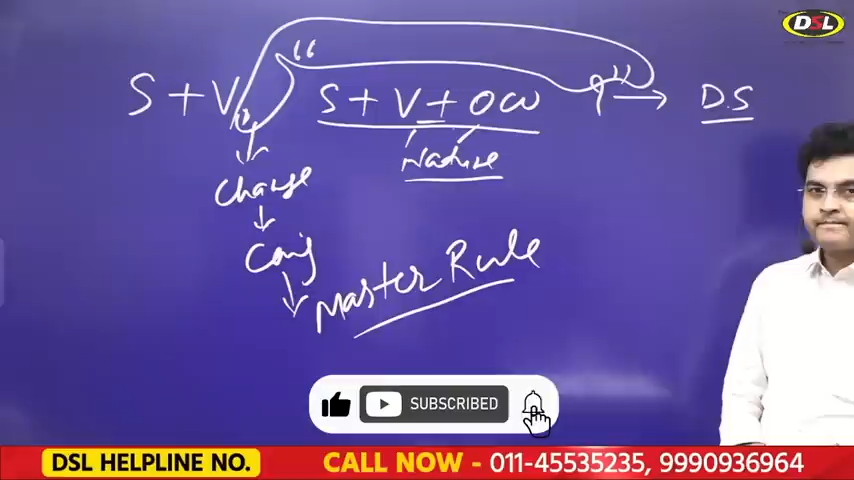 DSL
S + V, " S + V + OW " → D.S
Nature
Change
Conj
Master Rule
SUBSCRIBED
DSL HELPLINE NO. CALL NOW - 011-45535235, 9990936964